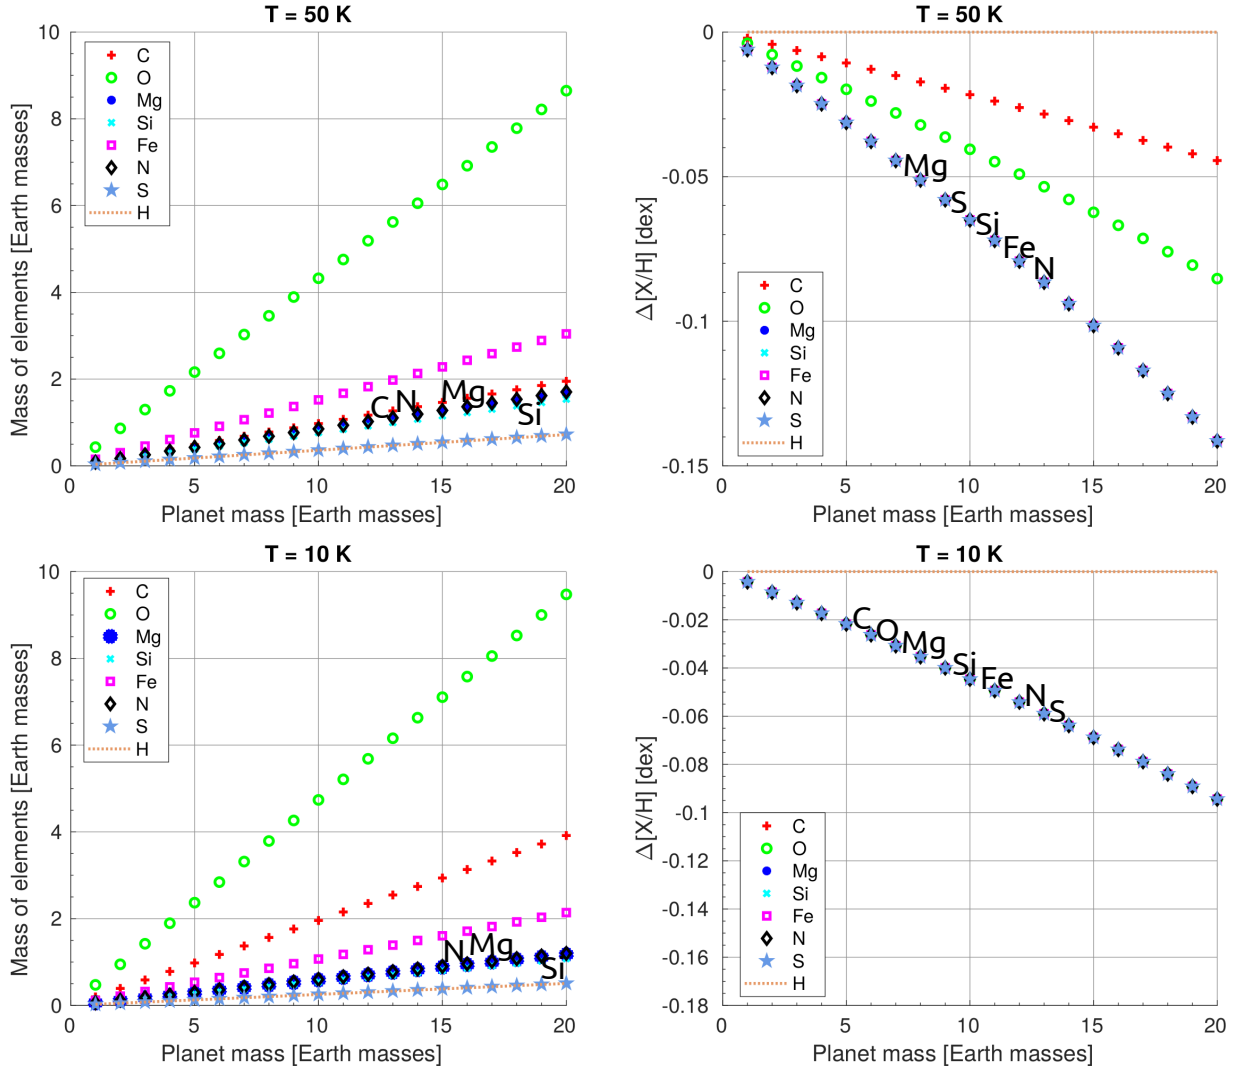 T = 50 K
Mass of elements [Earth masses]
10
8
6
4
2
0
C
O
Mg
Si
Fe
N
S
H
C
N
Mg
Si
0
5
10
15
20
Planet mass [Earth masses]
T = 50 K
Δ[X/H] [dex]
0
-0.05
-0.1
-0.15
Mg
S
Si
Fe
N
C
O
Mg
Si
Fe
N
S
H
0
5
10
15
20
Planet mass [Earth masses]
T = 10 K
Mass of elements [Earth masses]
10
8
6
4
2
0
C
O
Mg
Si
Fe
N
S
H
N
Mg
Si
0
5
10
15
20
Planet mass [Earth masses]
T = 10 K
Δ[X/H] [dex]
0
-0.02
-0.04
-0.06
-0.08
-0.1
-0.12
-0.14
-0.16
-0.18
C
O
Mg
Si
Fe
N
S
C
O
Mg
Si
Fe
N
S
H
0
5
10
15
20
Planet mass [Earth masses]